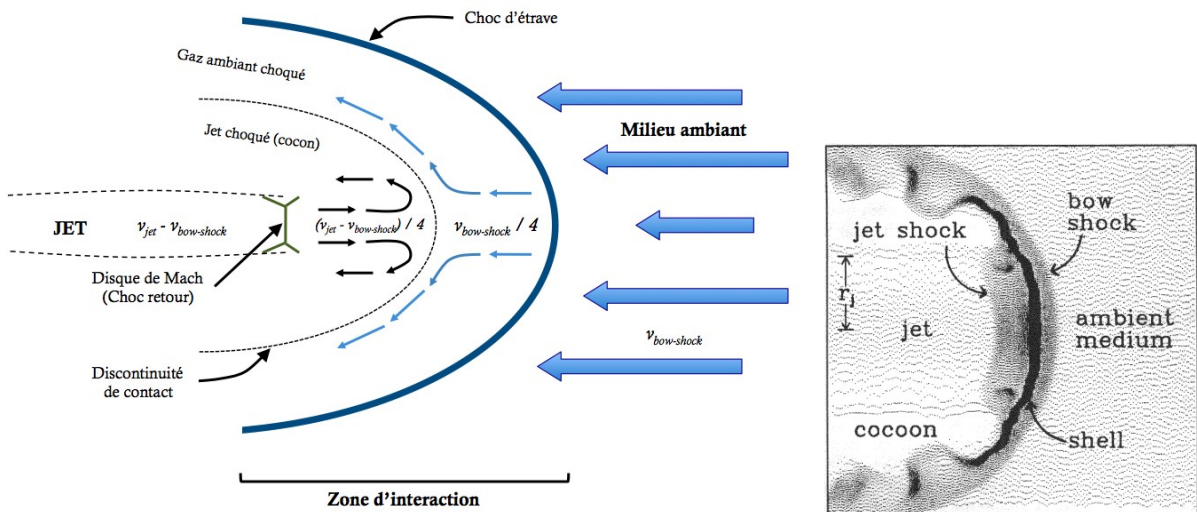 Choc d'étrave
Gaz ambiant choqué
Jet choqué (cocon)
Milieu ambiant
JET
v_jet - v_bow-shock
(v_jet - v_bow-shock) / 4
v_bow-shock / 4
Disque de Mach
(Choc retour)
v_bow-shock
Discontinuité
de contact
Zone d'interaction
bow
shock
jet shock
r_j
jet
ambient
medium
cocoon
shell